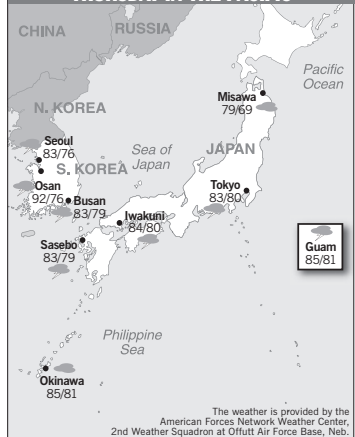 CHINA
RUSSIA
Pacific
Ocean
N. KOREA
Misawa
79/69
Seoul
83/76
Sea of
Japan
JAPAN
S. KOREA
Osan
92/76
Busan
83/79
Tokyo
83/80
Iwakuni
84/80
Sasebo
83/79
Guam
85/81
Philippine
Sea
Okinawa
85/81
The weather is provided by the
American Forces Network Weather Center,
2nd Weather Squadron at Offutt Air Force Base, Neb.